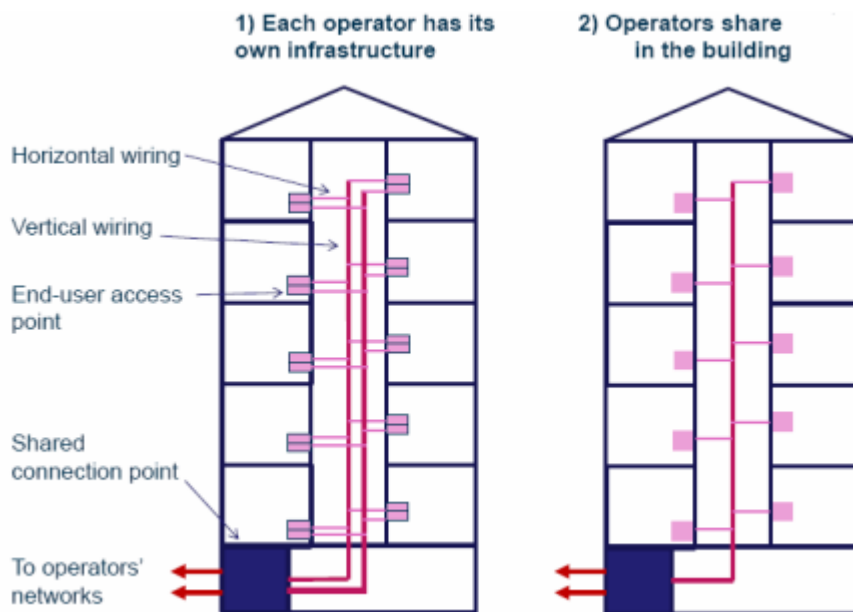 1) Each operator has its
own infrastructure
2) Operators share
in the building
Horizontal wiring
Vertical wiring
End-user access
point
Shared
connection point
To operators'
networks